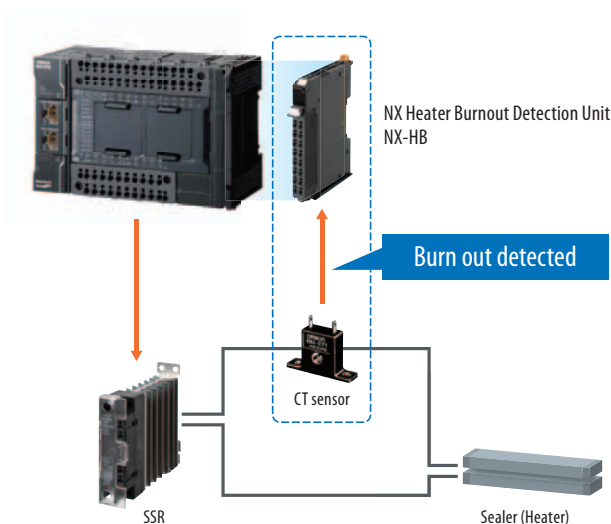 NX Heater Burnout Detection Unit
NX-HB
Burn out detected
CT sensor
SSR
Sealer (Heater)